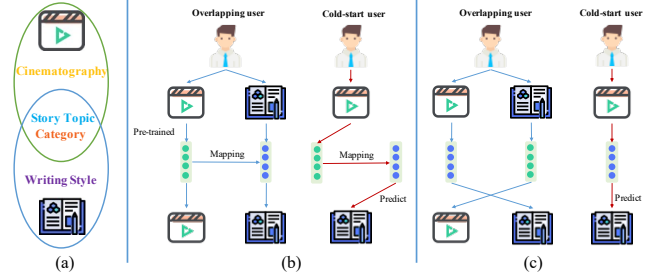 Cinematography
Story Topic
Category
Writing Style
(a)
Overlapping user
Cold-start user
Pre-trained
Mapping
Mapping
Predict
(b)
Overlapping user
Cold-start user
Predict
(c)